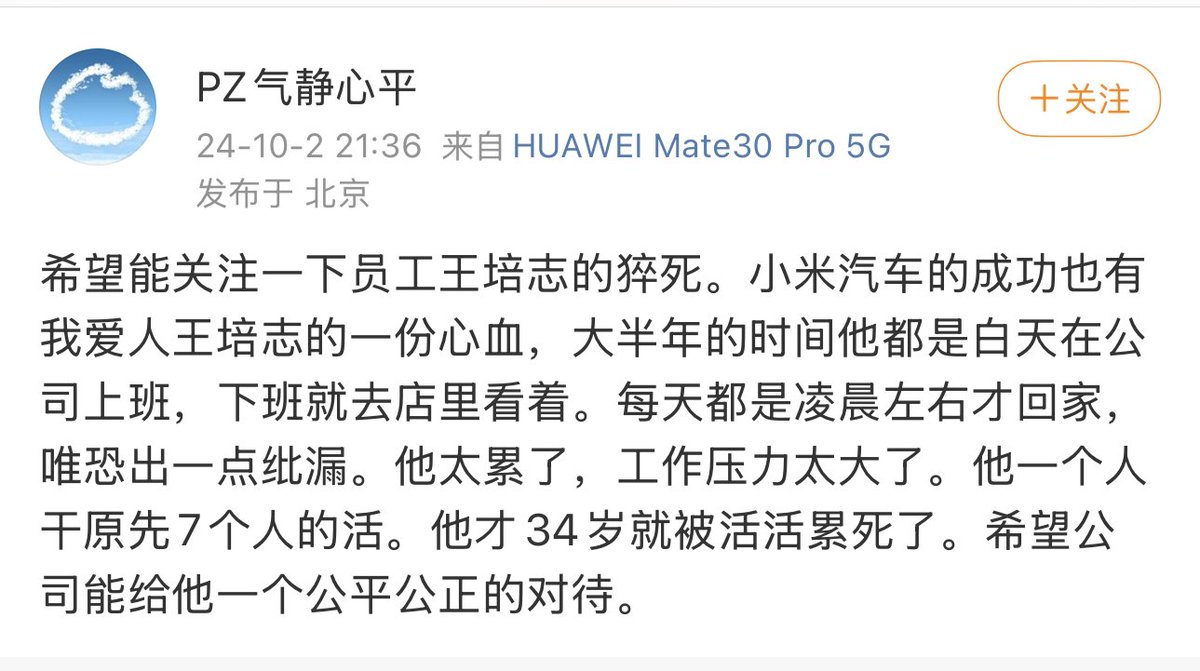 PZ气静心平
+关注
24-10-2 21:36 来自 HUAWEI Mate30 Pro 5G
发布于 北京
希望能关注一下员工王培志的猝死。小米汽车的成功也有
我爱人王培志的一份心血，大半年的时间他都是白天在公
司上班，下班就去店里看着。每天都是凌晨左右才回家，
唯恐出一点纰漏。他太累了，工作压力太大了。他一个人
干原先7个人的活。他才34岁就被活活累死了。希望公
司能给他一个公平公正的对待。